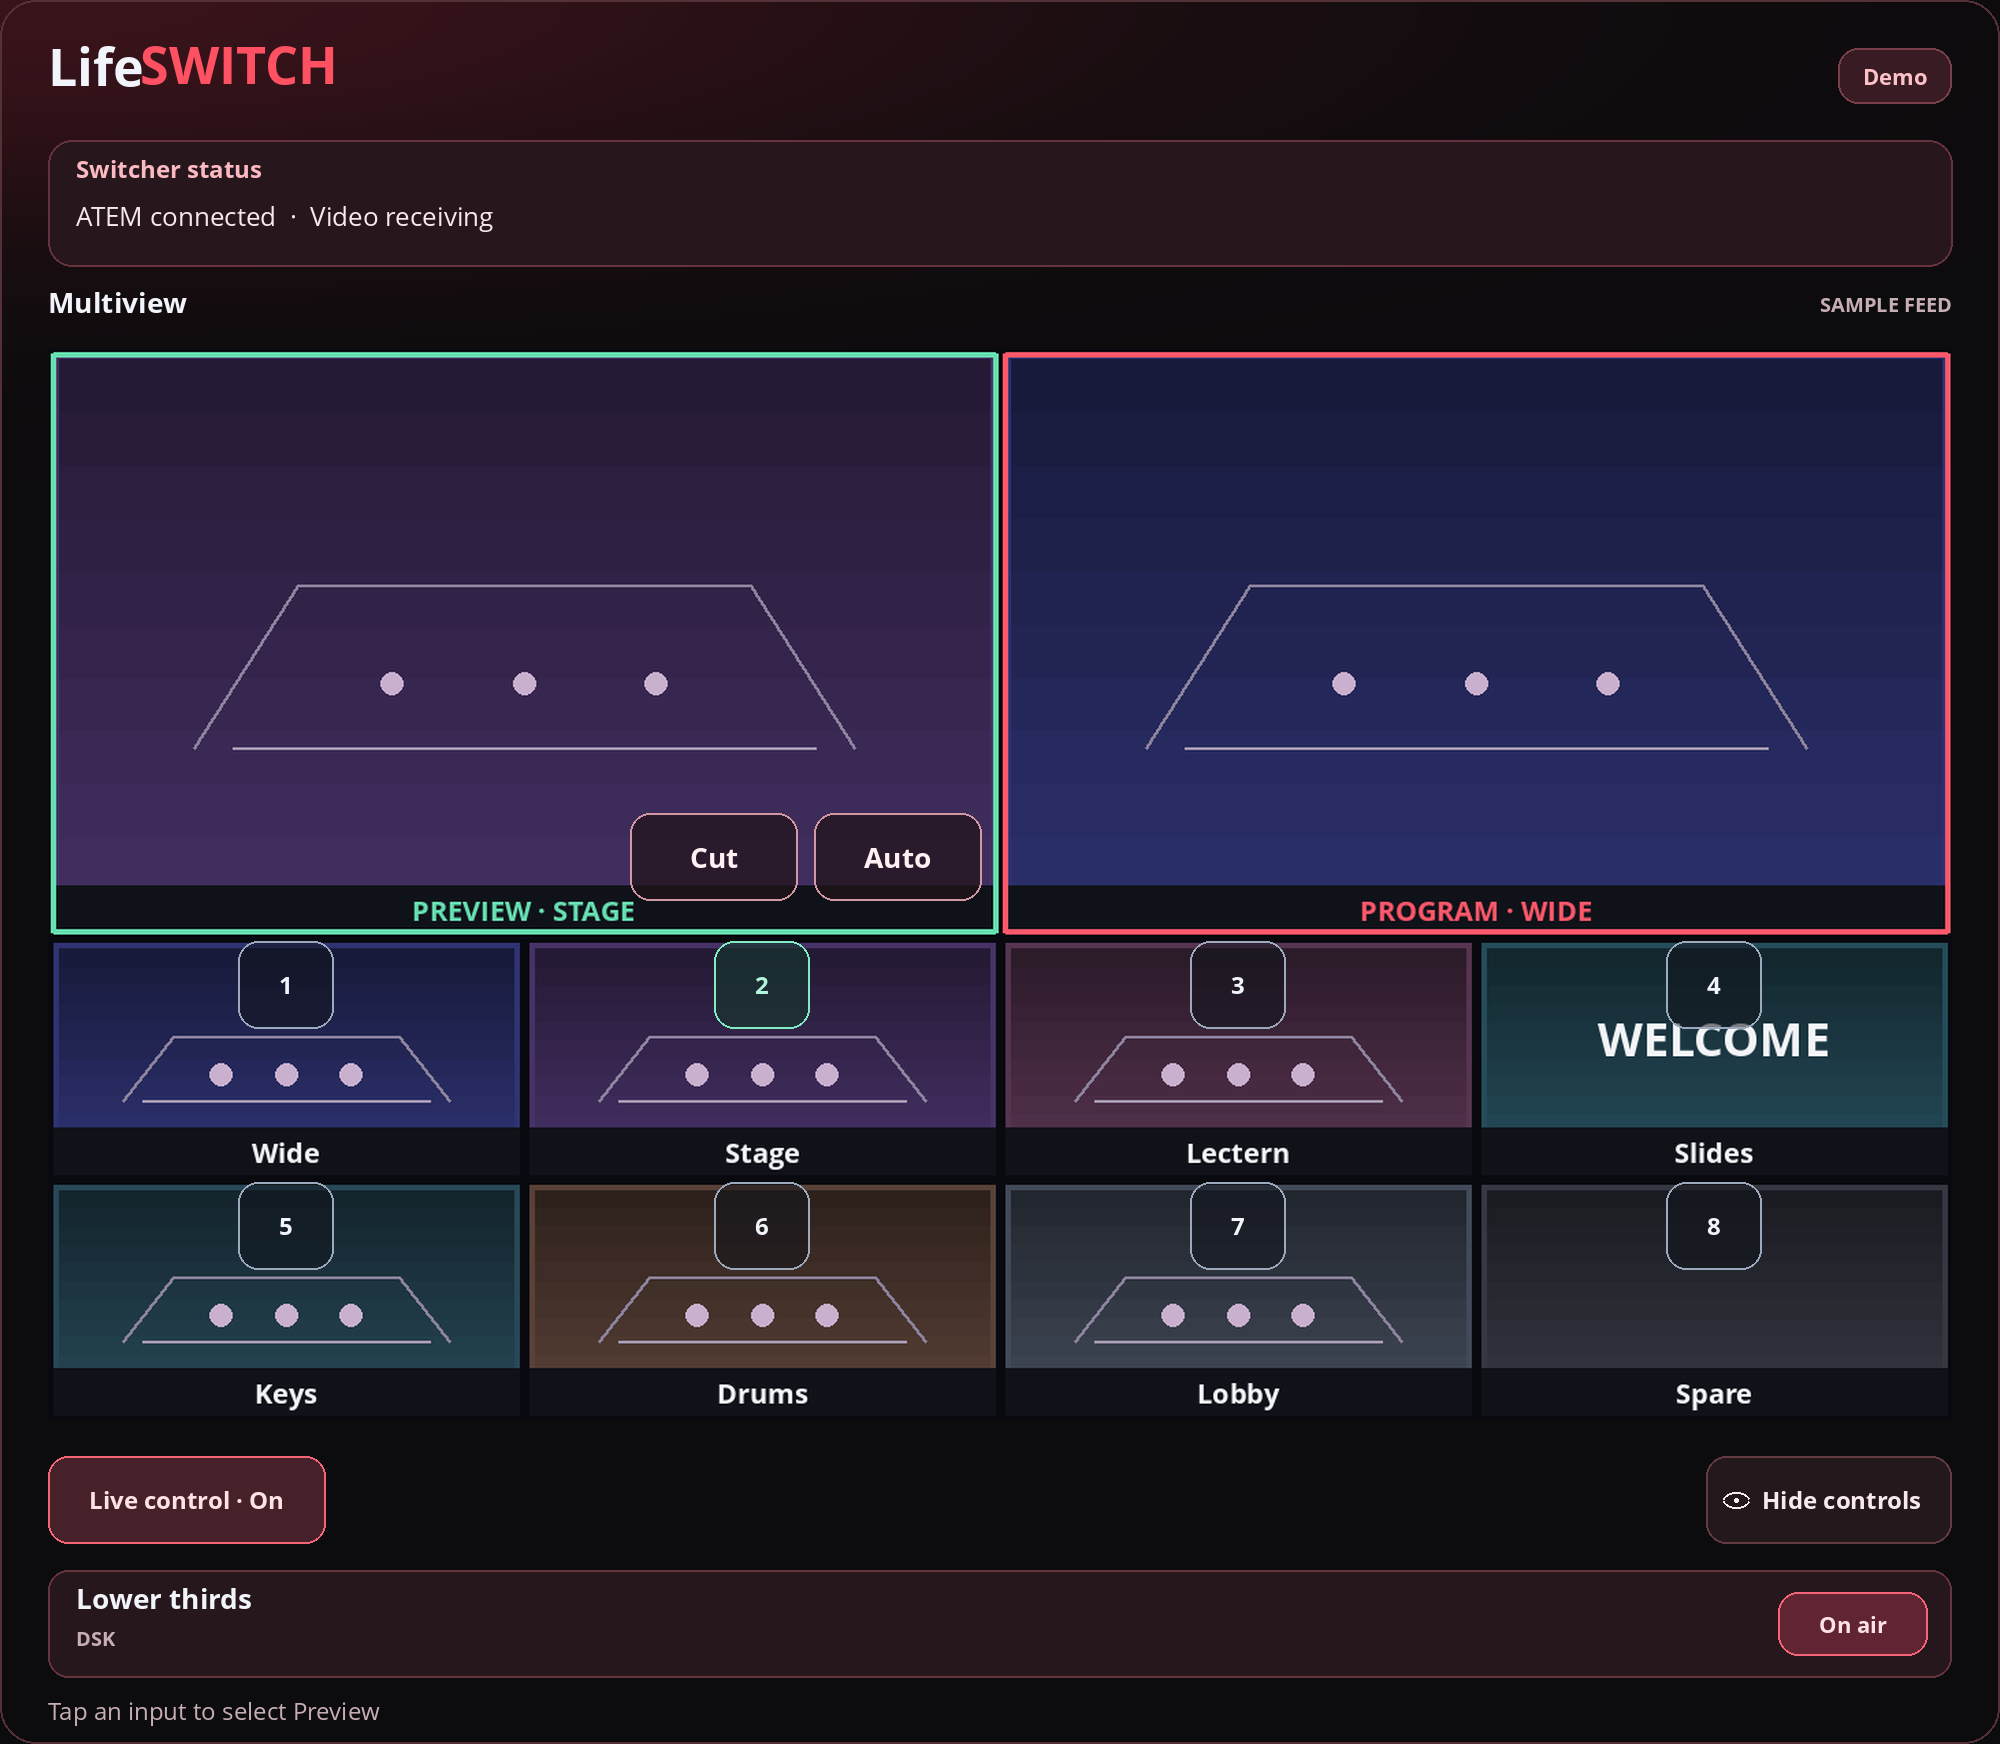 LifeSWITCH
Demo
Switcher status
ATEM connected · Video receiving
Multiview
SAMPLE FEED
Cut
Auto
PREVIEW · STAGE
PROGRAM · WIDE
1
2
3
4
WELCOME
Wide
Stage
Lectern
Slides
5
6
7
8
Keys
Drums
Lobby
Spare
Live control · On
Hide controls
Lower thirds
DSK
On air
Tap an input to select Preview